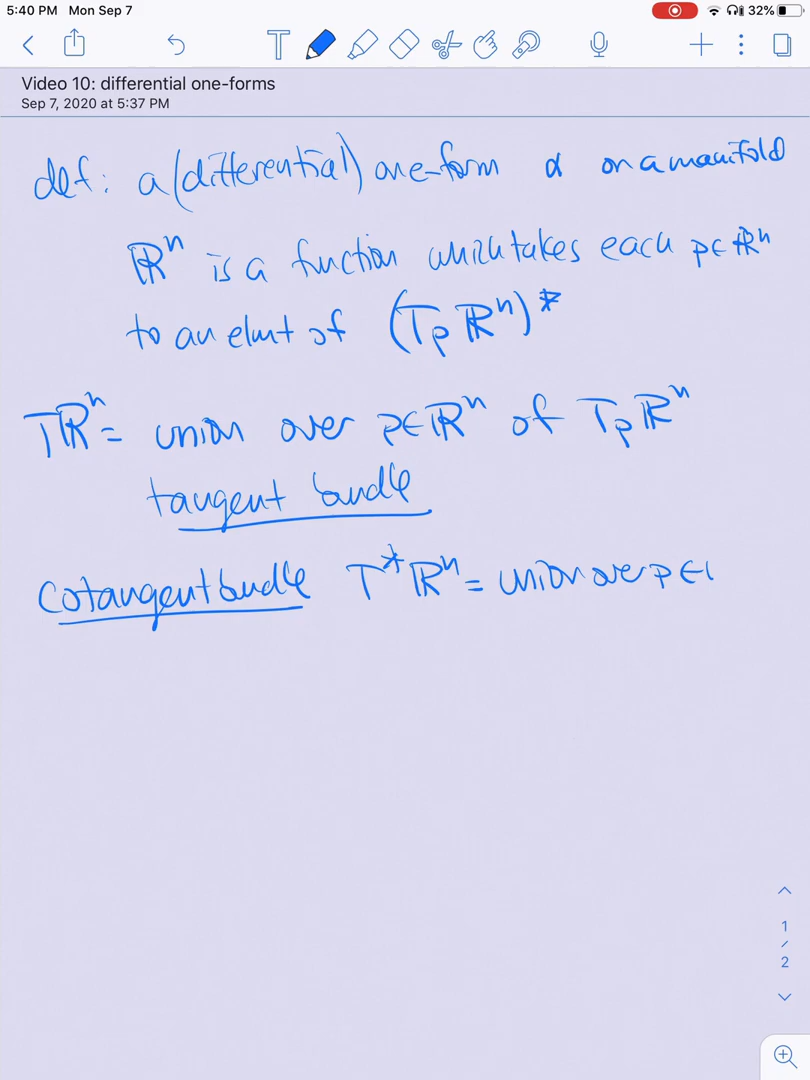 5:40 PM Mon Sep 7 32%
Video 10: differential one-forms
Sep 7, 2020 at 5:37 PM
def: a (differential) one-form α on a manifold
ℝⁿ is a function which takes each p∈ℝⁿ
to an elmt of (Tₚℝⁿ)*
Tℝⁿ = union over p∈ℝⁿ of Tₚℝⁿ
tangent bundle
cotangent bundle T*ℝⁿ = union over p ∈
1
/
2